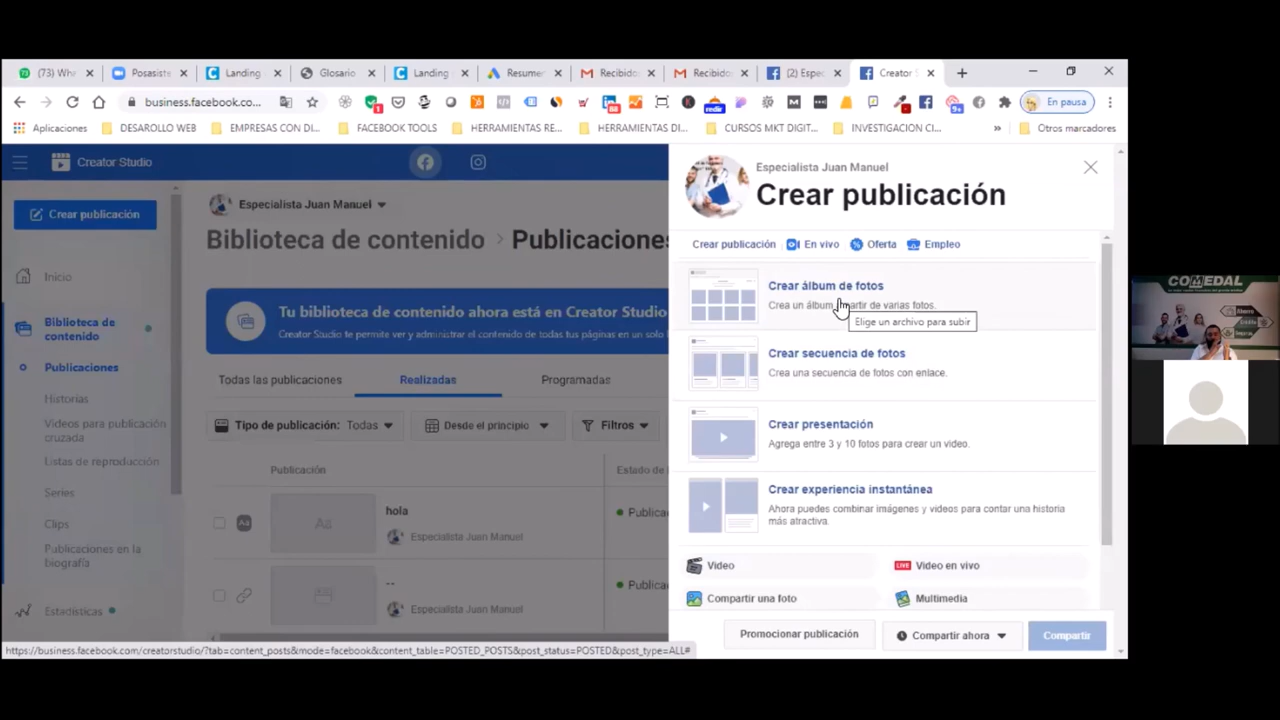 (73) Wha
Posasiste
Landing
Glosario
Landing
Resumen
Recibidos
Recibido:
(2) Espec
Creator S
business.facebook.co...
redir
En pausa
Aplicaciones
DESAROLLO WEB
EMPRESAS CON DI...
FACEBOOK TOOLS
HERRAMIENTAS RE...
HERRAMIENTAS DI...
CURSOS MKT DIGIT...
INVESTIGACION CI...
»
Otros marcadores
Creator Studio
Crear publicación
Inicio
Biblioteca de
contenido
Publicaciones
Historias
Videos para publicación
cruzada
Listas de reproducción
Series
Clips
Publicaciones en la
biografía
Estadísticas
Especialista Juan Manuel
Biblioteca de contenido > Publicaciones
Tu biblioteca de contenido ahora está en Creator Studio
Creator Studio te permite ver y administrar el contenido de todas tus páginas en un solo l
Todas las publicaciones
Realizadas
Programadas
Tipo de publicación: Todas
Desde el principio
Filtros
Publicación
Estado de
Aa
hola
Especialista Juan Manuel
Publica
--
Especialista Juan Manuel
Publica
Especialista Juan Manuel
Crear publicación
Crear publicación
En vivo
Oferta
Empleo
Crear álbum de fotos
Crea un álbum artir de varias fotos.
Elige un archivo para subir
Crear secuencia de fotos
Crea una secuencia de fotos con enlace.
Crear presentación
Agrega entre 3 y 10 fotos para crear un video.
Crear experiencia instantánea
Ahora puedes combinar imágenes y videos para contar una historia
más atractiva.
Video
LIVE Video en vivo
Compartir una foto
Multimedia
Promocionar publicación
Compartir ahora
Compartir
https://business.facebook.com/creatorstudio/?tab=content_posts&mode=facebook&content_table=POSTED_POSTS&post_status=POSTED&post_type=ALL#
COMEDAL
Ahorro
Crédito